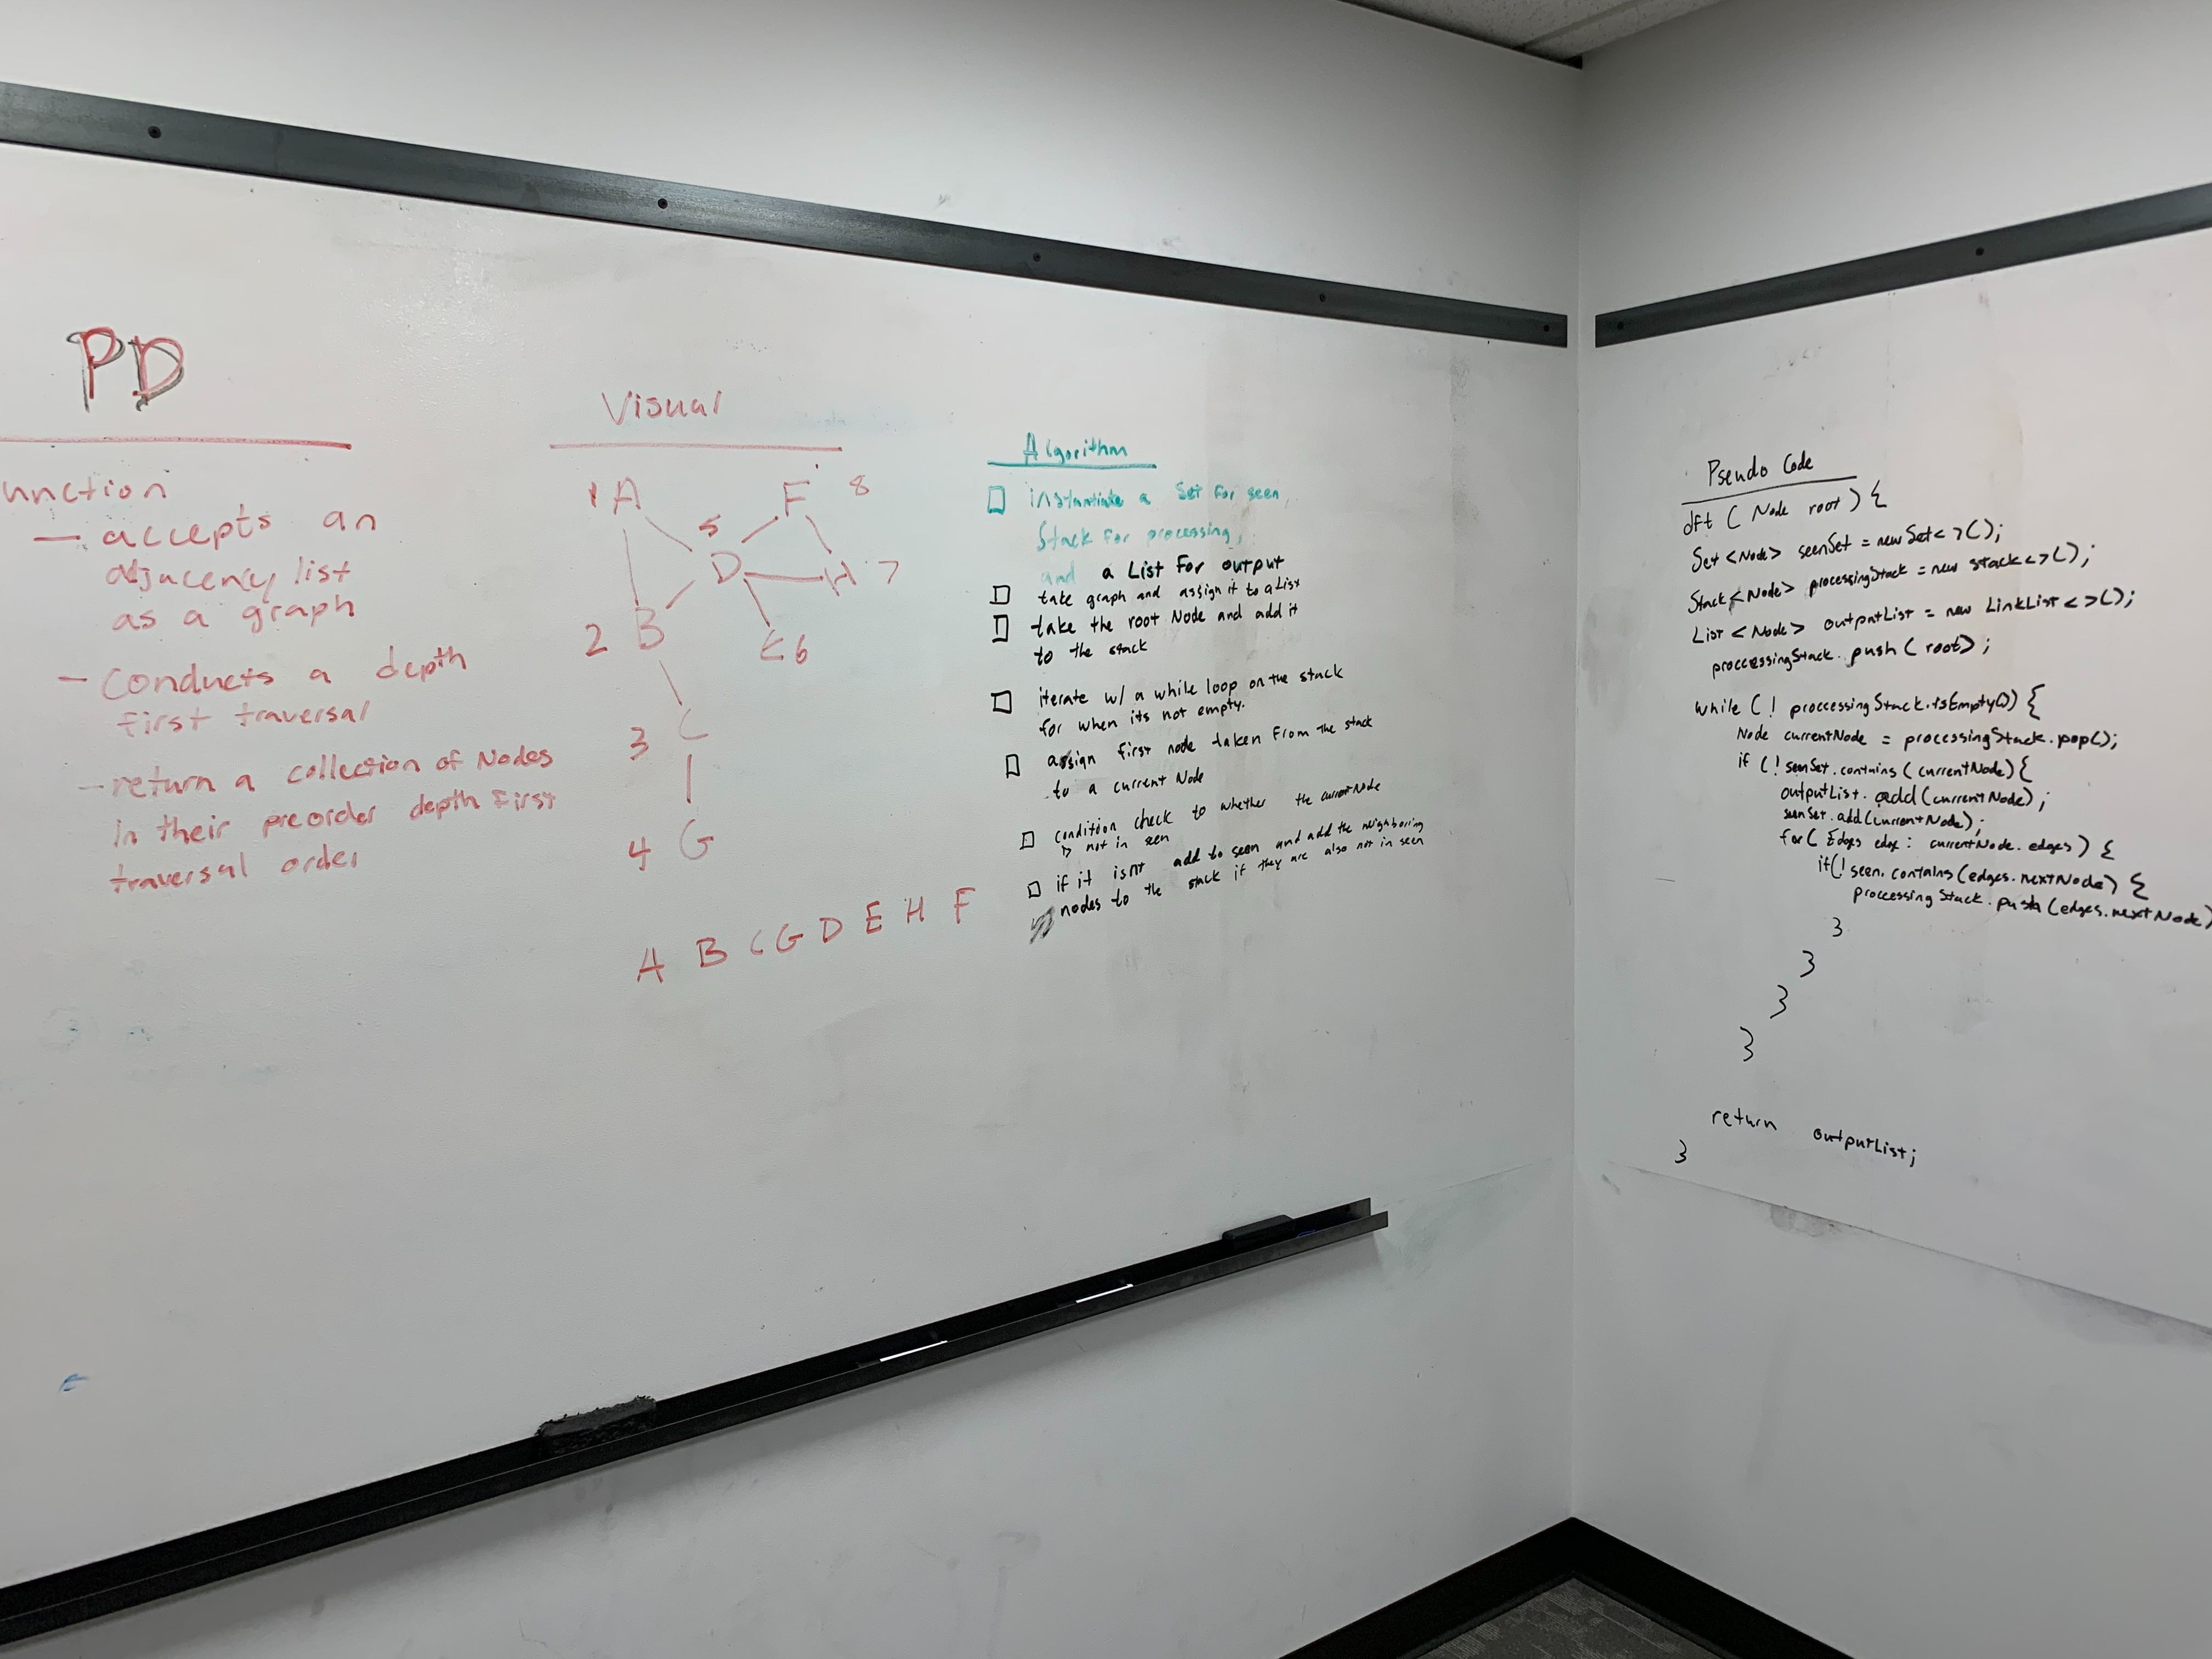 PD
unction
— accepts an
adjacency list
as a graph
— Conducts a depth
first traversal
— return a collection of Nodes
in their preorder depth First
traversal order
Visual
1 A
F 8
5
D
H 7
2 B
E 6
3 C
4 G
A B C G D E H F
Algorithm
instantiate a Set for seen,
Stack for processing,
and a List For output
take graph and assign it to a List
take the root Node and add it
to the stack
iterate w/ a while loop on the stack
for when its not empty.
assign first node taken from the stack
to a current Node
condition check to whether the currentNode
is not in seen
if it isnt add to seen and add the neighboring
nodes to the stack if they are also not in seen
Pseudo Code
dft ( Node root ) {
Set <Node> seenSet = new Set< >();
Stack <Node> processingStack = new stack<>();
List <Node> outputList = new LinkList <>();
proccessingStack. push ( root);
while ( ! proccessingStack.isEmpty()) {
Node currentNode = processingStack.pop();
if ( ! seenSet.contains (currentNode) {
outputList. add (currentNode) ;
seenSet.add(currentNode);
for ( Edges edge : currentNode. edges ) {
if(! seen. contains (edges.nextNode) {
proccessing Stack. push (edges.nextNode)
}
}
}
}
return outputList;
}